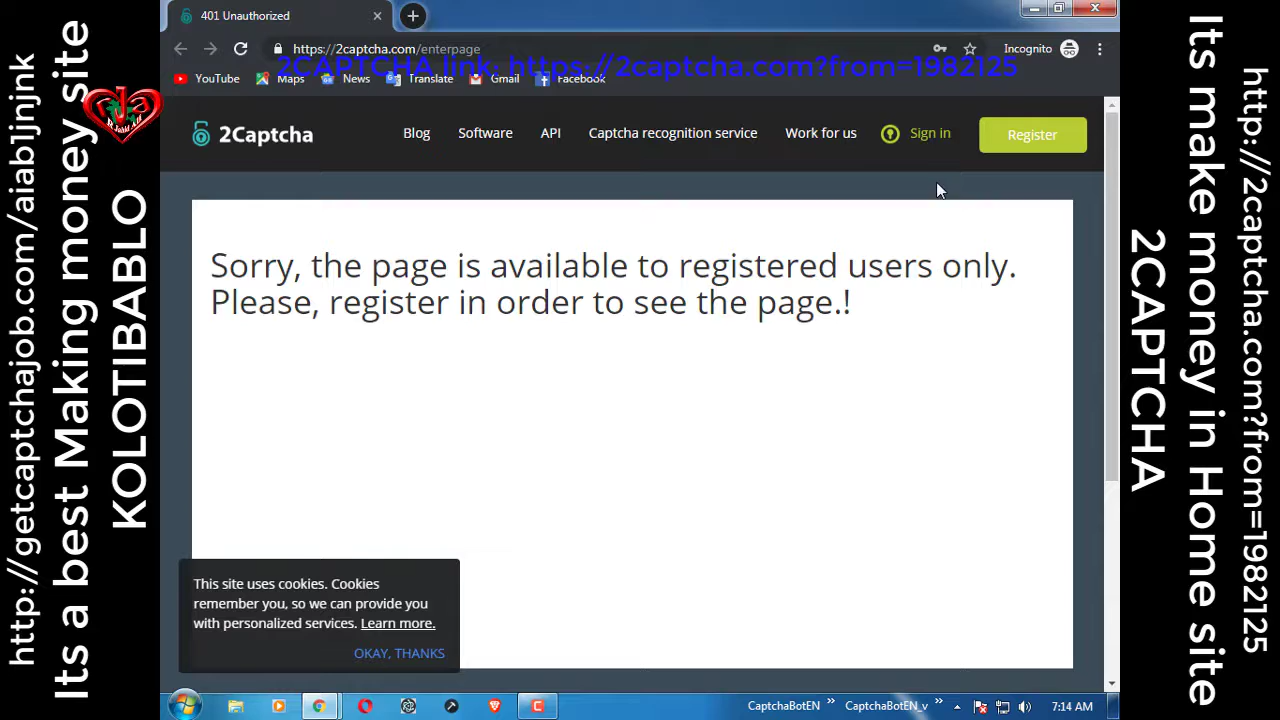 http://getcaptchajob.com/aiabljnjnk
Its a best Making money site
KOLOTIBABLO
401 Unauthorized
https://2captcha.com/enterpage
Incognito
2CAPTCHA link: https://2captcha.com?from=1982125
YouTube
Maps
News
Translate
Gmail
Facebook
2Captcha
Blog
Software
API
Captcha recognition service
Work for us
Sign in
Register
Sorry, the page is available to registered users only.
Please, register in order to see the page.!
This site uses cookies. Cookies
remember you, so we can provide you
with personalized services. Learn more.
OKAY, THANKS
CaptchaBotEN
CaptchaBotEN_v
7:14 AM
http://2captcha.com?from=1982125
Its make money in Home site
2CAPTCHA